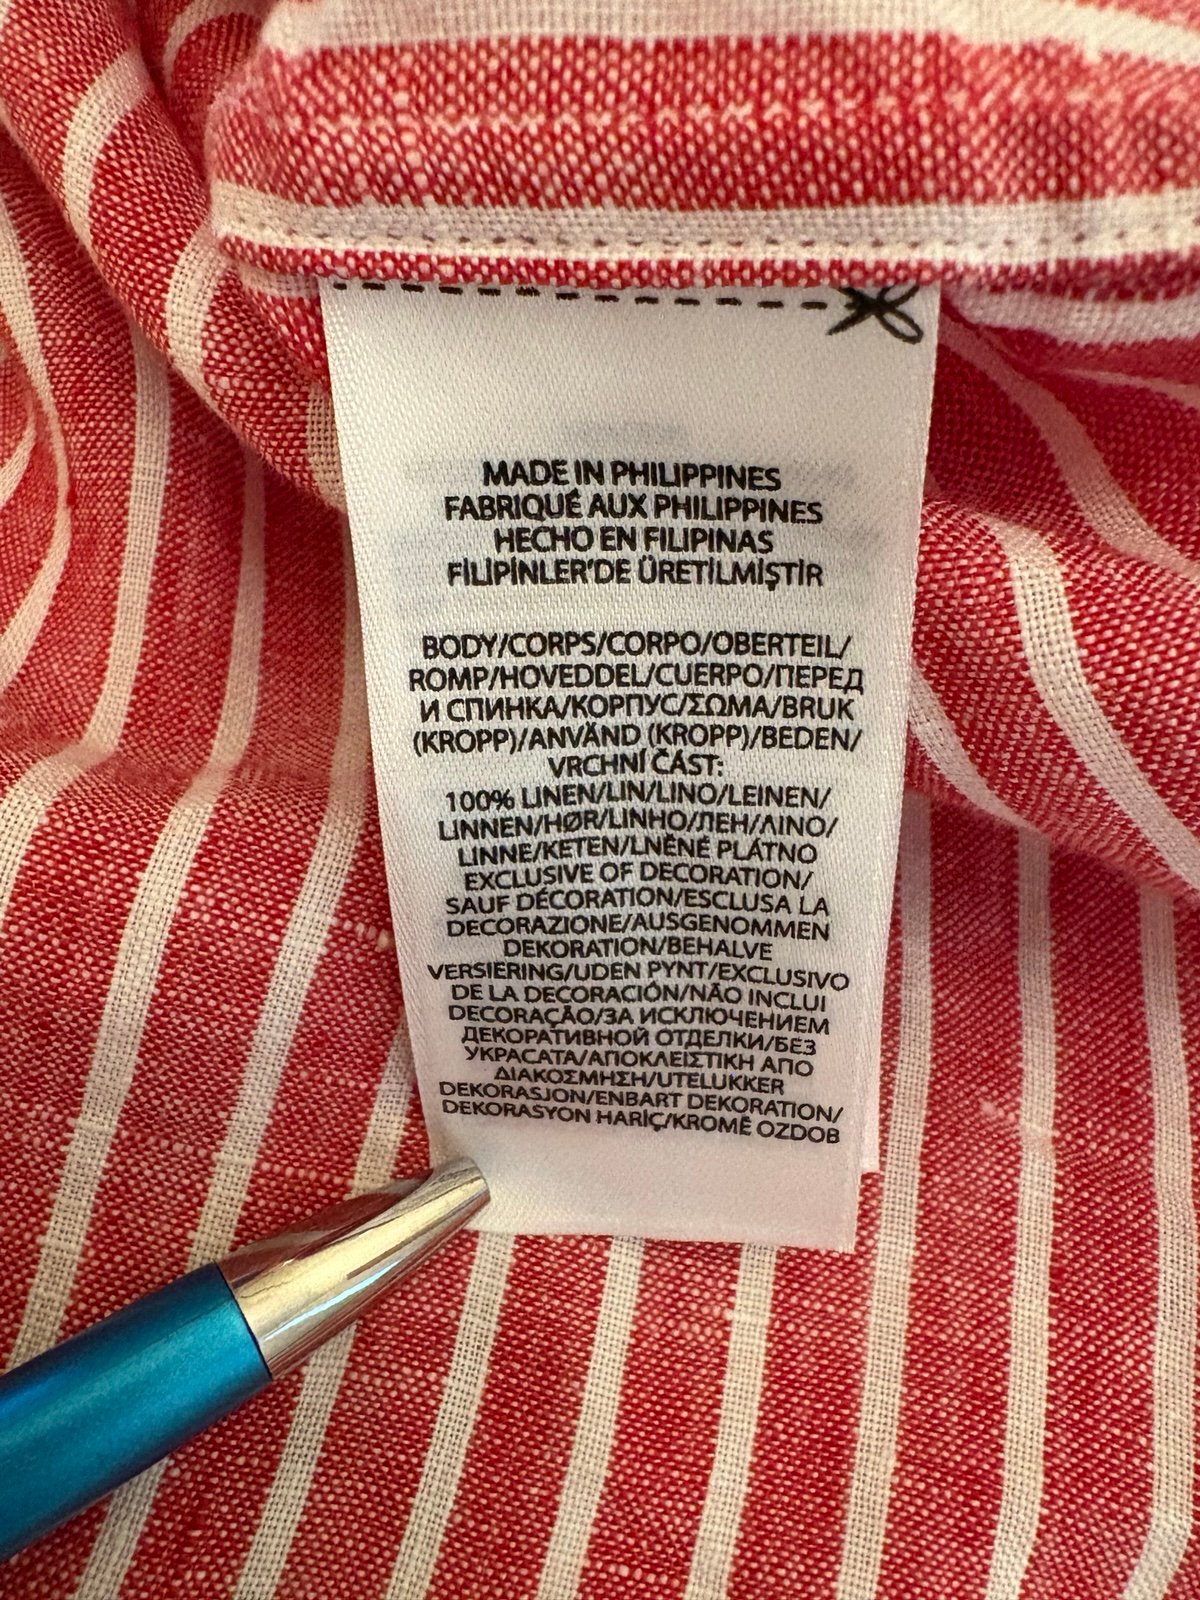 MADE IN PHILIPPINES
FABRIQUÉ AUX PHILIPPINES
HECHO EN FILIPINAS
FİLİPİNLER'DE ÜRETİLMİŞTİR
BODY/CORPS/CORPO/OBERTEIL/
ROMP/HOVEDDEL/CUERPO/ПЕРЕД
И СПИНКА/КОРПУС/ΣΩΜΑ/BRUK
(KROPP)/ANVÄND (KROPP)/BEDEN/
VRCHNÍ ČÁST:
100% LINEN/LIN/LINO/LEINEN/
LINNEN/HØR/LINHO/ЛЕН/ΛΙΝΟ/
LINNE/KETEN/LNĚNÉ PLÁTNO
EXCLUSIVE OF DECORATION/
SAUF DÉCORATION/ESCLUSA LA
DECORAZIONE/AUSGENOMMEN
DEKORATION/BEHALVE
VERSIERING/UDEN PYNT/EXCLUSIVO
DE LA DECORACIÓN/NÃO INCLUI
DECORAÇÃO/ЗА ИСКЛЮЧЕНИЕМ
ДЕКОРАТИВНОЙ ОТДЕЛКИ/БЕЗ
УКРАСАТА/ΑΠΟΚΛΕΙΣΤΙΚΗ ΑΠΟ
ΔΙΑΚΟΣΜΗΣΗ/UTELUKKER
DEKORASJON/ENBART DEKORATION/
DEKORASYON HARİÇ/KROMĚ OZDOB